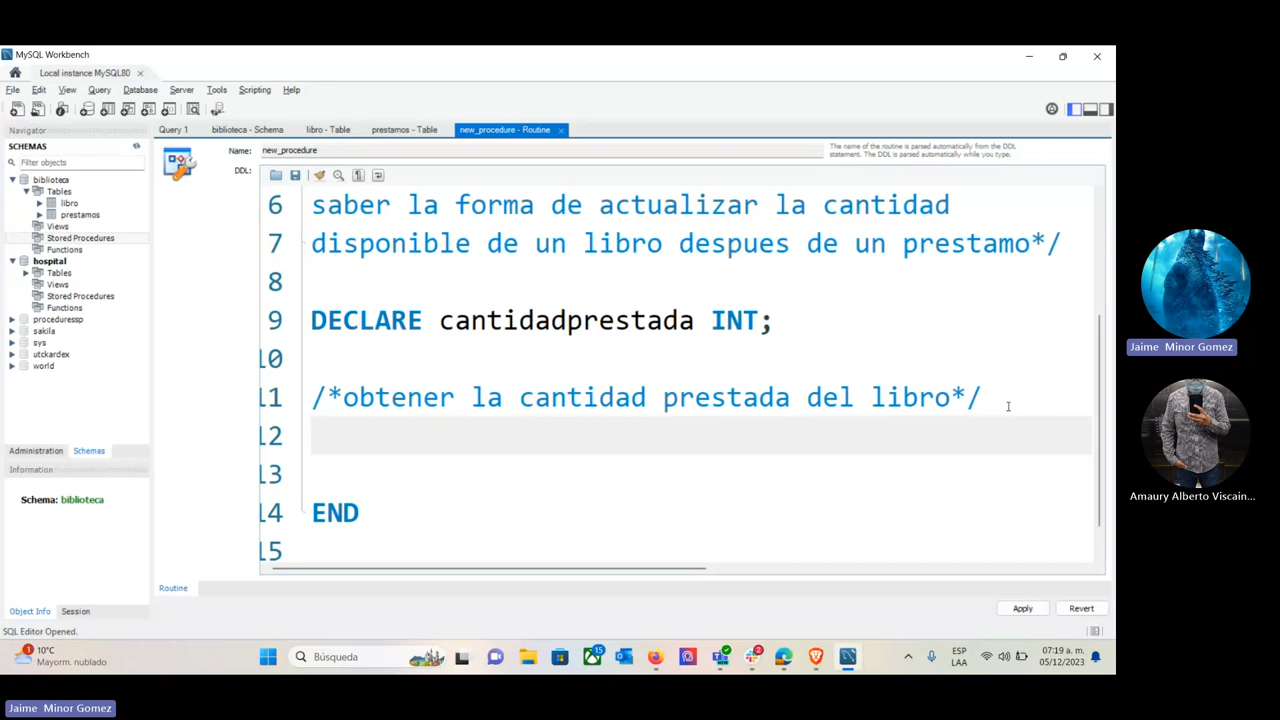 MySQL Workbench
Local instance MySQL80
File Edit View Query Database Server Tools Scripting Help
Navigator
SCHEMAS
Filter objects
biblioteca
Tables
libro
prestamos
Views
Stored Procedures
Functions
hospital
Tables
Views
Stored Procedures
Functions
proceduressp
sakila
sys
utckardex
world
Administration Schemas
Information
Schema: biblioteca
Object Info Session
SQL Editor Opened.
Query 1 biblioteca - Schema libro - Table prestamos - Table new_procedure - Routine
Name: new_procedure
The name of the routine is parsed automatically from the DDL
statement. The DDL is parsed automatically while you type.
DDL:
6 saber la forma de actualizar la cantidad
7 disponible de un libro despues de un prestamo*/
8
9 DECLARE cantidadprestada INT;
10
11 /*obtener la cantidad prestada del libro*/
12
13
14 END
15
Routine
Apply Revert
1
10°C
Mayorm. nublado
Búsqueda
15
2
ESP
LAA
07:19 a. m.
05/12/2023
Jaime Minor Gomez
Amaury Alberto Viscain...
Jaime Minor Gomez